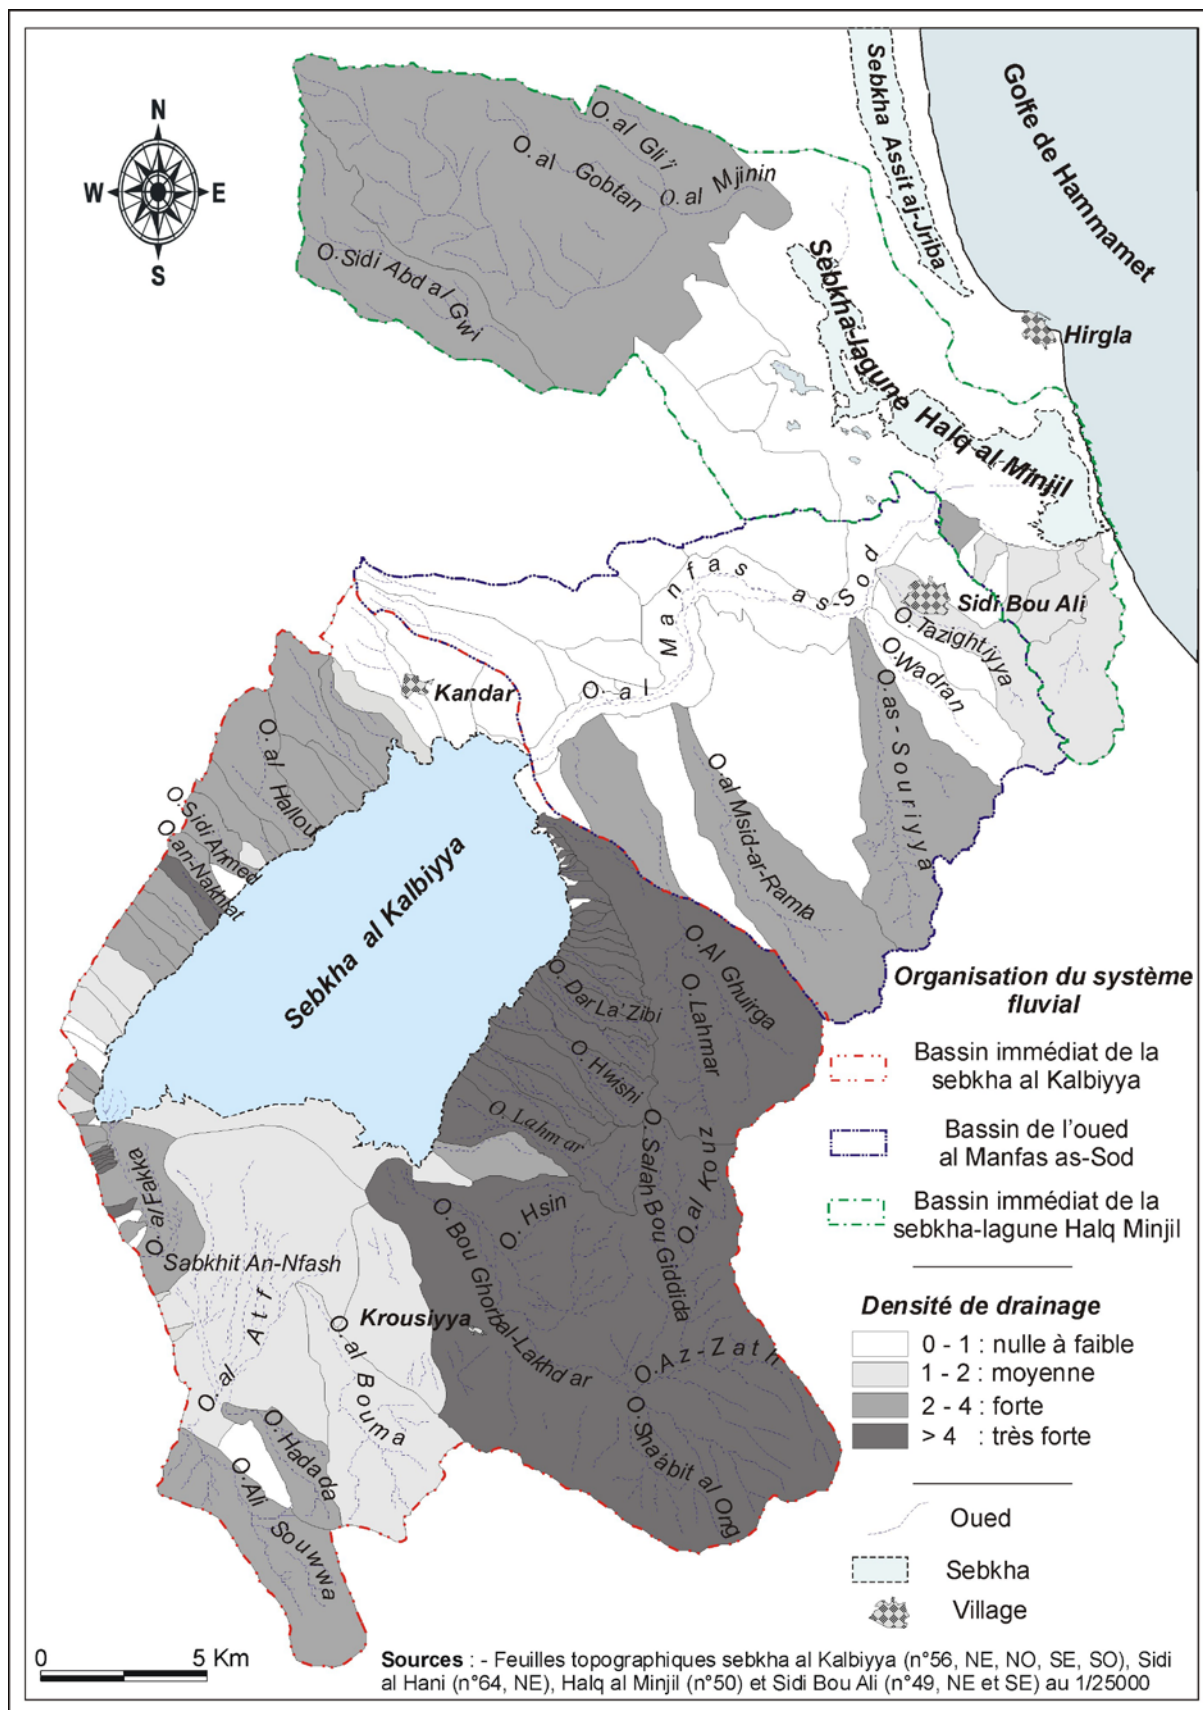 N
W
E
S
Sebkha Assit aj-Jriba
Golfe de Hammamet
O. al Gli'i
O. al Gobtan
O. al Mjinin
O. Sidi Abd al Gwi
Sebkha-lagune Halq al Minjil
Hirgla
O. al Manfas as-Sod
Sidi Bou Ali
O. Tazightiyya
O. Wadran
O. as-Souriyya
O. al Msid-ar-Ramla
Kandar
O. al Hallouf
O. Sidi Ahmed
O. an-Nakhlat
Sebkha al Kalbiyya
O. Al Ghuirga
O. Lahmar
O. Dar La'Zibi
O. Hwishi
O. Lahmar
O. Salah Bou Giddida
O. al Kouz
O. Hsin
O. Bou Ghorbal-Lakhdar
O. Az-Zath
O. Shaâbit al Ong
O. al Fakka
Sabkhit An-Nfash
O. al Atf
Krousiyya
O. al Bouma
O. Hadada
O. Ali Souwwa
Organisation du système
fluvial
Bassin immédiat de la
sebkha al Kalbiyya
Bassin de l'oued
al Manfas as-Sod
Bassin immédiat de la
sebkha-lagune Halq Minjil
Densité de drainage
0 - 1 : nulle à faible
1 - 2 : moyenne
2 - 4 : forte
> 4 : très forte
Oued
Sebkha
Village
0 5 Km
Sources : - Feuilles topographiques sebkha al Kalbiyya (n°56, NE, NO, SE, SO), Sidi
al Hani (n°64, NE), Halq al Minjil (n°50) et Sidi Bou Ali (n°49, NE et SE) au 1/25000